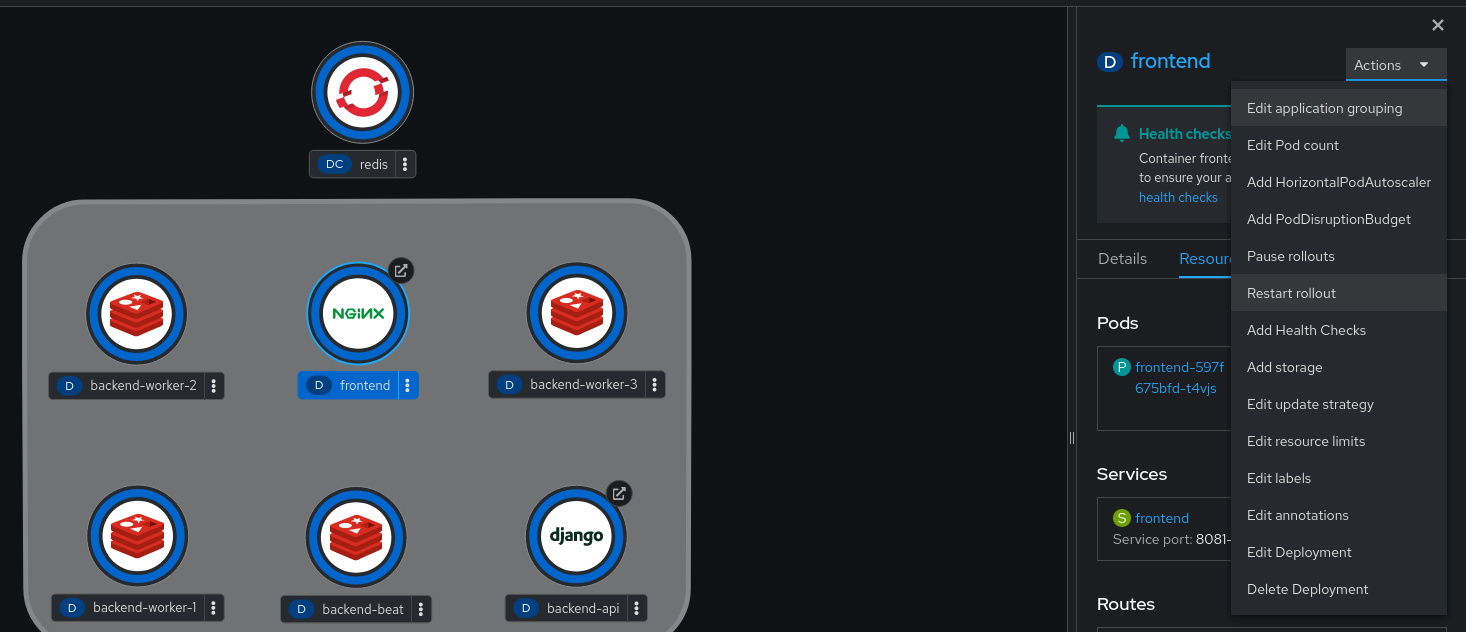 DC redis
D backend-worker-2
NGINX
D frontend
D backend-worker-3
D backend-worker-1
D backend-beat
django
D backend-api
D frontend
Actions
Health checks
Container fronte
to ensure your a
health checks
Details
Resour
Pods
P frontend-597f
675bfd-t4vjs
Services
S frontend
Service port: 8081-
Routes
Edit application grouping
Edit Pod count
Add HorizontalPodAutoscaler
Add PodDisruptionBudget
Pause rollouts
Restart rollout
Add Health Checks
Add storage
Edit update strategy
Edit resource limits
Edit labels
Edit annotations
Edit Deployment
Delete Deployment